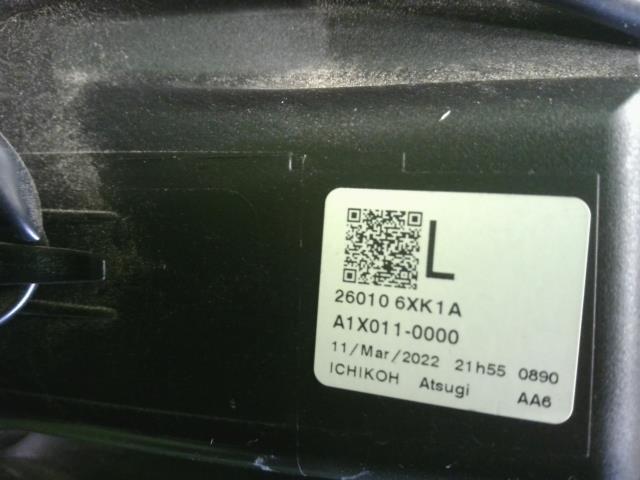 L
26010 6XK1A
A1X011-0000
11/Mar/2022 21h55 0890
ICHIKOH Atsugi AA6